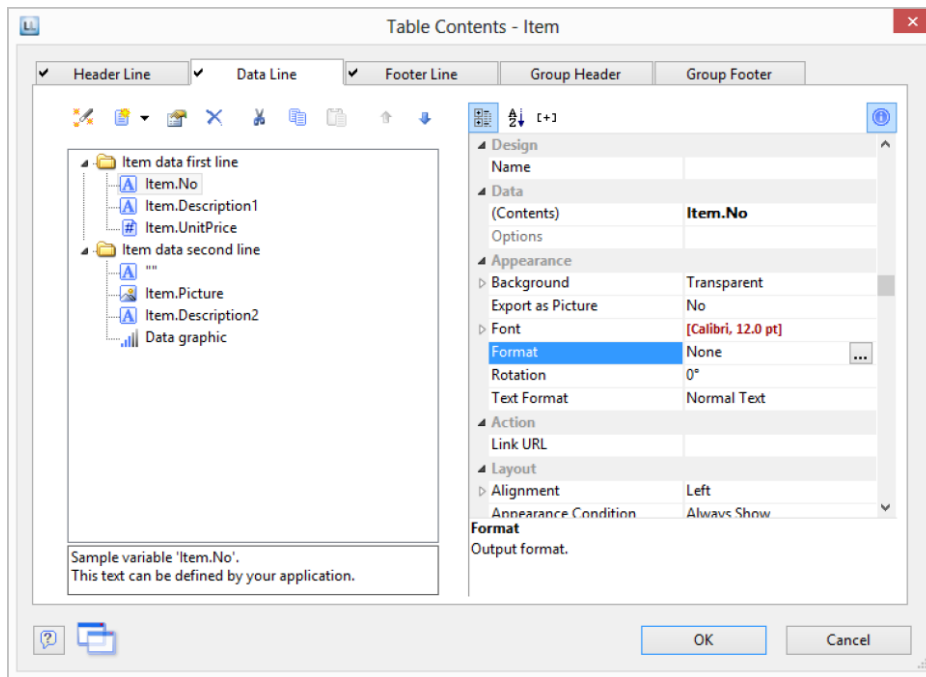 LL
Table Contents - Item
Header Line
Data Line
Footer Line
Group Header
Group Footer
Item data first line
Item.No
Item.Description1
Item.UnitPrice
Item data second line
""
Item.Picture
Item.Description2
Data graphic
Sample variable 'Item.No'.
This text can be defined by your application.
Design
Name
Data
(Contents) Item.No
Options
Appearance
Background Transparent
Export as Picture No
Font [Calibri, 12.0 pt]
Format None ...
Rotation 0°
Text Format Normal Text
Action
Link URL
Layout
Alignment Left
Appearance Condition Always Show
Format
Output format.
OK
Cancel